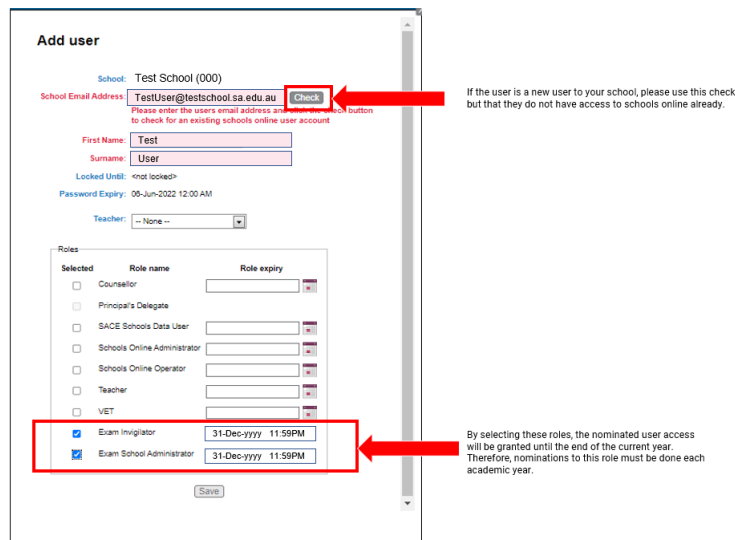 Add user
School: Test School (000)
School Email Address: TestUser@testschool.sa.edu.au Check
Please enter the users email address and click the check button
to check for an existing schools online user account
First Name: Test
Surname: User
Locked Until: <not locked>
Password Expiry: 06-Jun-2022 12:00 AM
Teacher: -- None --
Roles
Selected Role name Role expiry
Counsellor
Principal's Delegate
SACE Schools Data User
Schools Online Administrator
Schools Online Operator
Teacher
VET
Exam Invigilator 31-Dec-yyyy 11:59PM
Exam School Administrator 31-Dec-yyyy 11:59PM
Save
If the user is a new user to your school, please use this check
but that they do not have access to schools online already.
By selecting these roles, the nominated user access
will be granted until the end of the current year.
Therefore, nominations to this role must be done each
academic year.